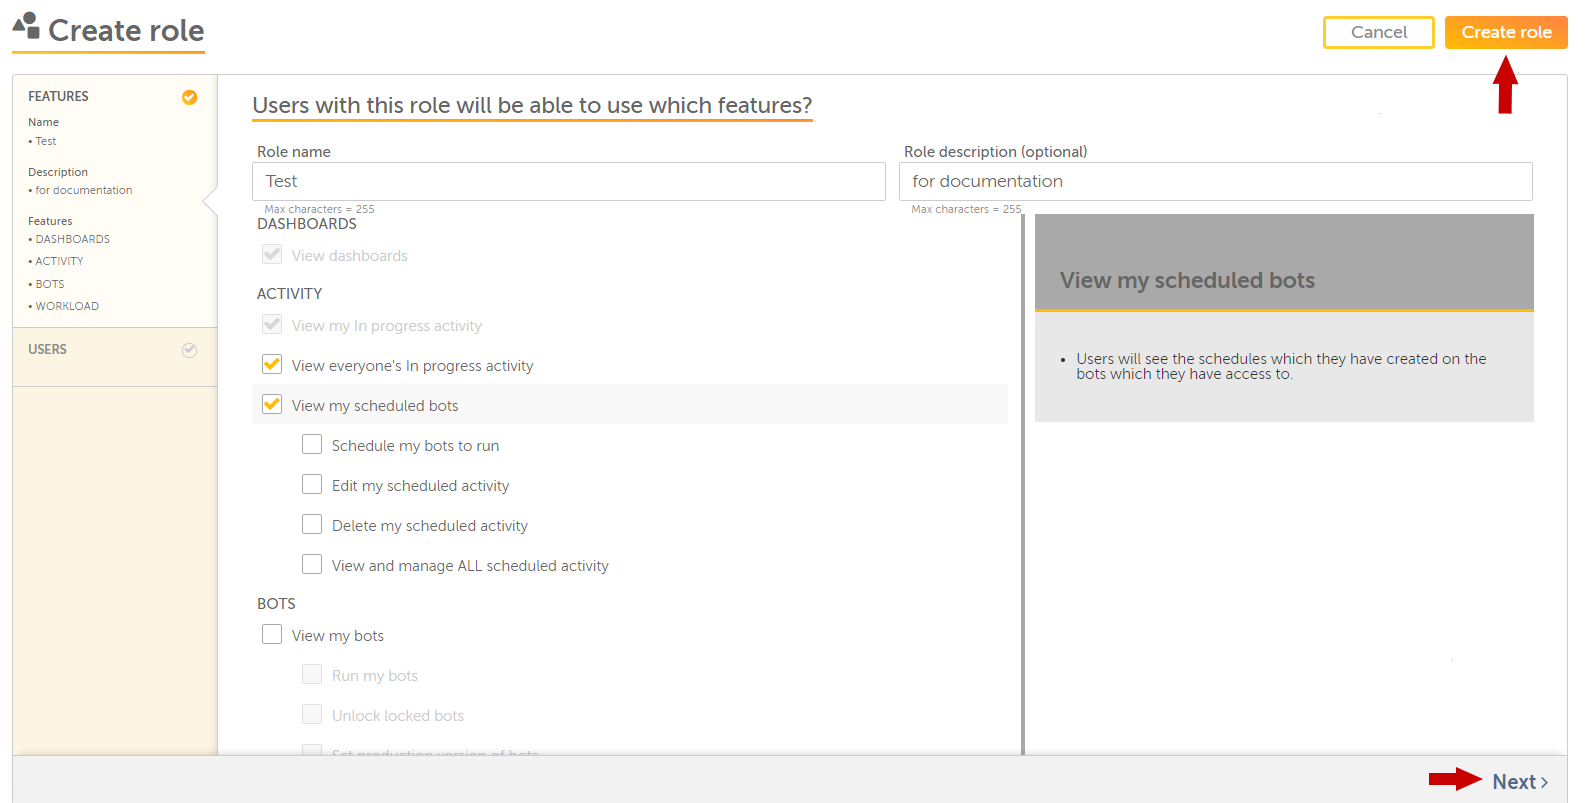 Create role
Cancel
Create role
FEATURES
Name
• Test
Description
• for documentation
Features
• DASHBOARDS
• ACTIVITY
• BOTS
• WORKLOAD
USERS
Users with this role will be able to use which features?
Role name
Test
Max characters = 255
Role description (optional)
for documentation
Max characters = 255
DASHBOARDS
View dashboards
ACTIVITY
View my In progress activity
View everyone's In progress activity
View my scheduled bots
Schedule my bots to run
Edit my scheduled activity
Delete my scheduled activity
View and manage ALL scheduled activity
BOTS
View my bots
Run my bots
Unlock locked bots
Set production version of bots
View my scheduled bots
• Users will see the schedules which they have created on the
bots which they have access to.
Next >